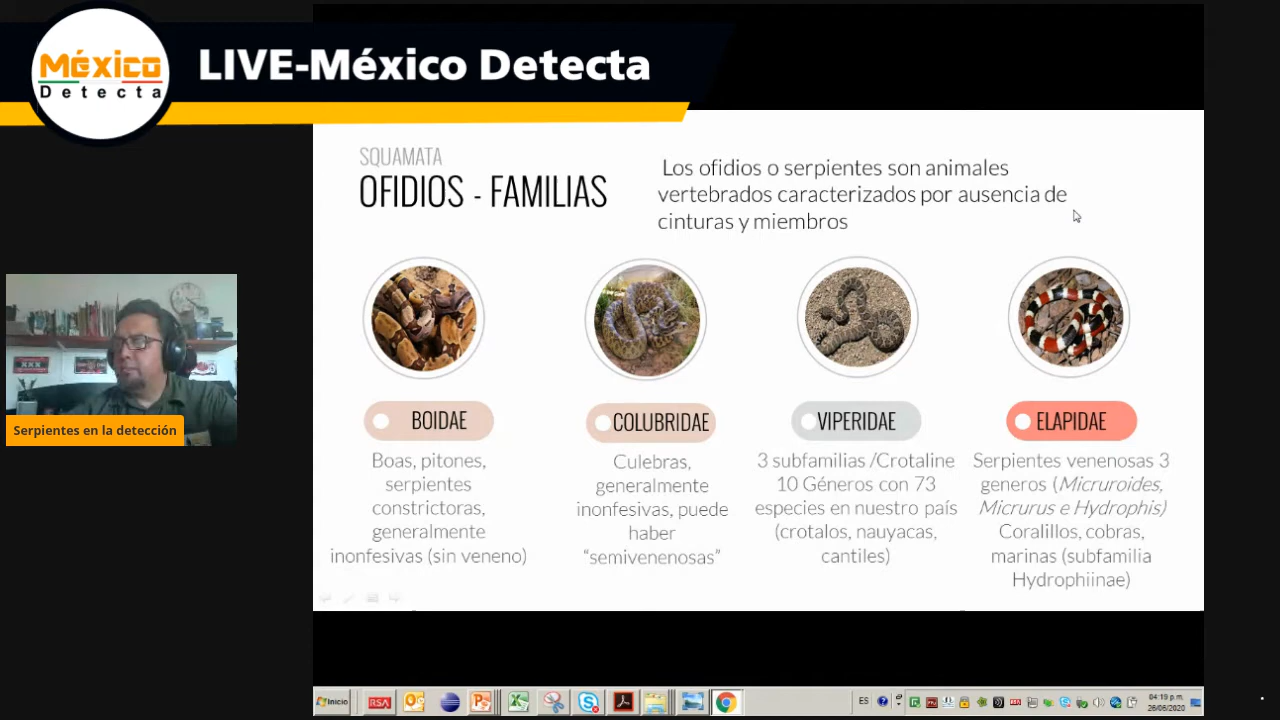 México
Detecta
LIVE-México Detecta
SQUAMATA
OFIDIOS - FAMILIAS
Los ofidios o serpientes son animales
vertebrados caracterizados por ausencia de
cinturas y miembros
BOIDAE
Boas, pitones,
serpientes
constrictoras,
generalmente
inonfesivas (sin veneno)
COLUBRIDAE
Culebras,
generalmente
inonfesivas, puede
haber
“semivenenosas”
VIPERIDAE
3 subfamilias /Crotaline
10 Géneros con 73
especies en nuestro país
(crotalos, nauyacas,
cantiles)
ELAPIDAE
Serpientes venenosas 3
generos (Micruroides,
Micrurus e Hydrophis)
Coralillos, cobras,
marinas (subfamilia
Hydrophiinae)
Serpientes en la detección
XXX
Inicio
RSA
ES
04:19 p.m.
26/06/2020